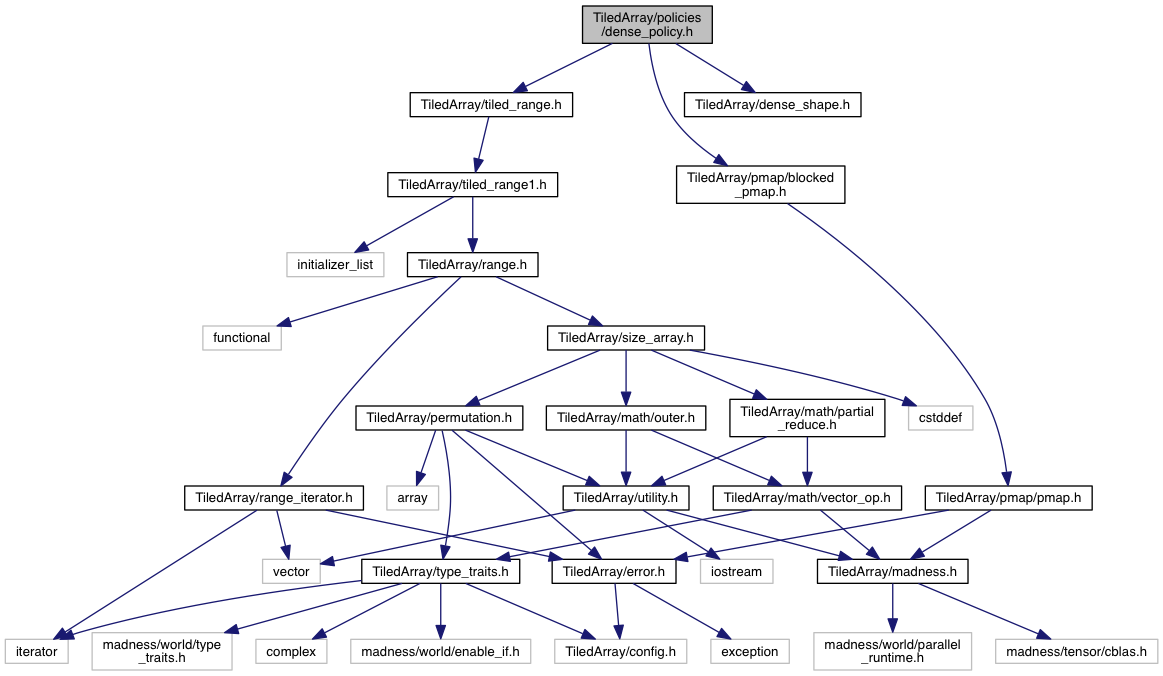 TiledArray/policies
/dense_policy.h
TiledArray/tiled_range.h
TiledArray/dense_shape.h
TiledArray/tiled_range1.h
TiledArray/pmap/blocked
_pmap.h
initializer_list
TiledArray/range.h
functional
TiledArray/size_array.h
TiledArray/permutation.h
TiledArray/math/outer.h
TiledArray/math/partial
_reduce.h
cstddef
TiledArray/range_iterator.h
array
TiledArray/utility.h
TiledArray/math/vector_op.h
TiledArray/pmap/pmap.h
vector
TiledArray/type_traits.h
TiledArray/error.h
iostream
TiledArray/madness.h
iterator
madness/world/type
_traits.h
complex
madness/world/enable_if.h
TiledArray/config.h
exception
madness/world/parallel
_runtime.h
madness/tensor/cblas.h